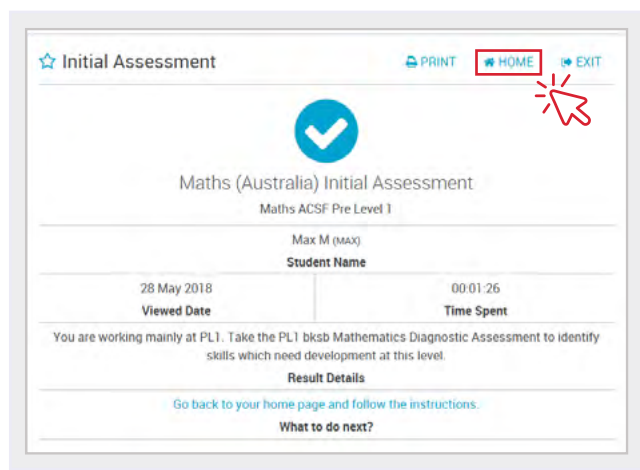 Initial Assessment PRINT HOME EXIT
Maths (Australia) Initial Assessment
Maths ACSF Pre Level 1
Max M (MAX)
Student Name
28 May 2018 00:01:26
Viewed Date Time Spent
You are working mainly at PL1. Take the PL1 bksb Mathematics Diagnostic Assessment to identify
skills which need development at this level.
Result Details
Go back to your home page and follow the instructions.
What to do next?